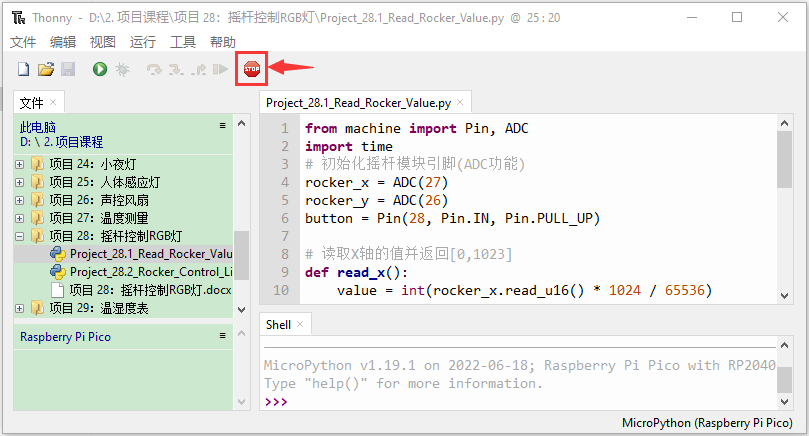 Thonny - D:\2. 项目课程\项目 28：摇杆控制RGB灯\Project_28.1_Read_Rocker_Value.py @ 25 : 20
文件 编辑 视图 运行 工具 帮助
STOP
文件
此电脑
D: \ 2. 项目课程
项目 24：小夜灯
项目 25：人体感应灯
项目 26：声控风扇
项目 27：温度测量
项目 28：摇杆控制RGB灯
Project_28.1_Read_Rocker_Valu
Project_28.2_Rocker_Control_Li
项目 28：摇杆控制RGB灯.docx
项目 29：温湿度表
Raspberry Pi Pico
Project_28.1_Read_Rocker_Value.py
1 from machine import Pin, ADC
2 import time
3 # 初始化摇杆模块引脚(ADC功能)
4 rocker_x = ADC(27)
5 rocker_y = ADC(26)
6 button = Pin(28, Pin.IN, Pin.PULL_UP)
7
8 # 读取X轴的值并返回[0,1023]
9 def read_x():
10 value = int(rocker_x.read_u16() * 1024 / 65536)
Shell
MicroPython v1.19.1 on 2022-06-18; Raspberry Pi Pico with RP2040
Type "help()" for more information.
>>>
MicroPython (Raspberry Pi Pico)